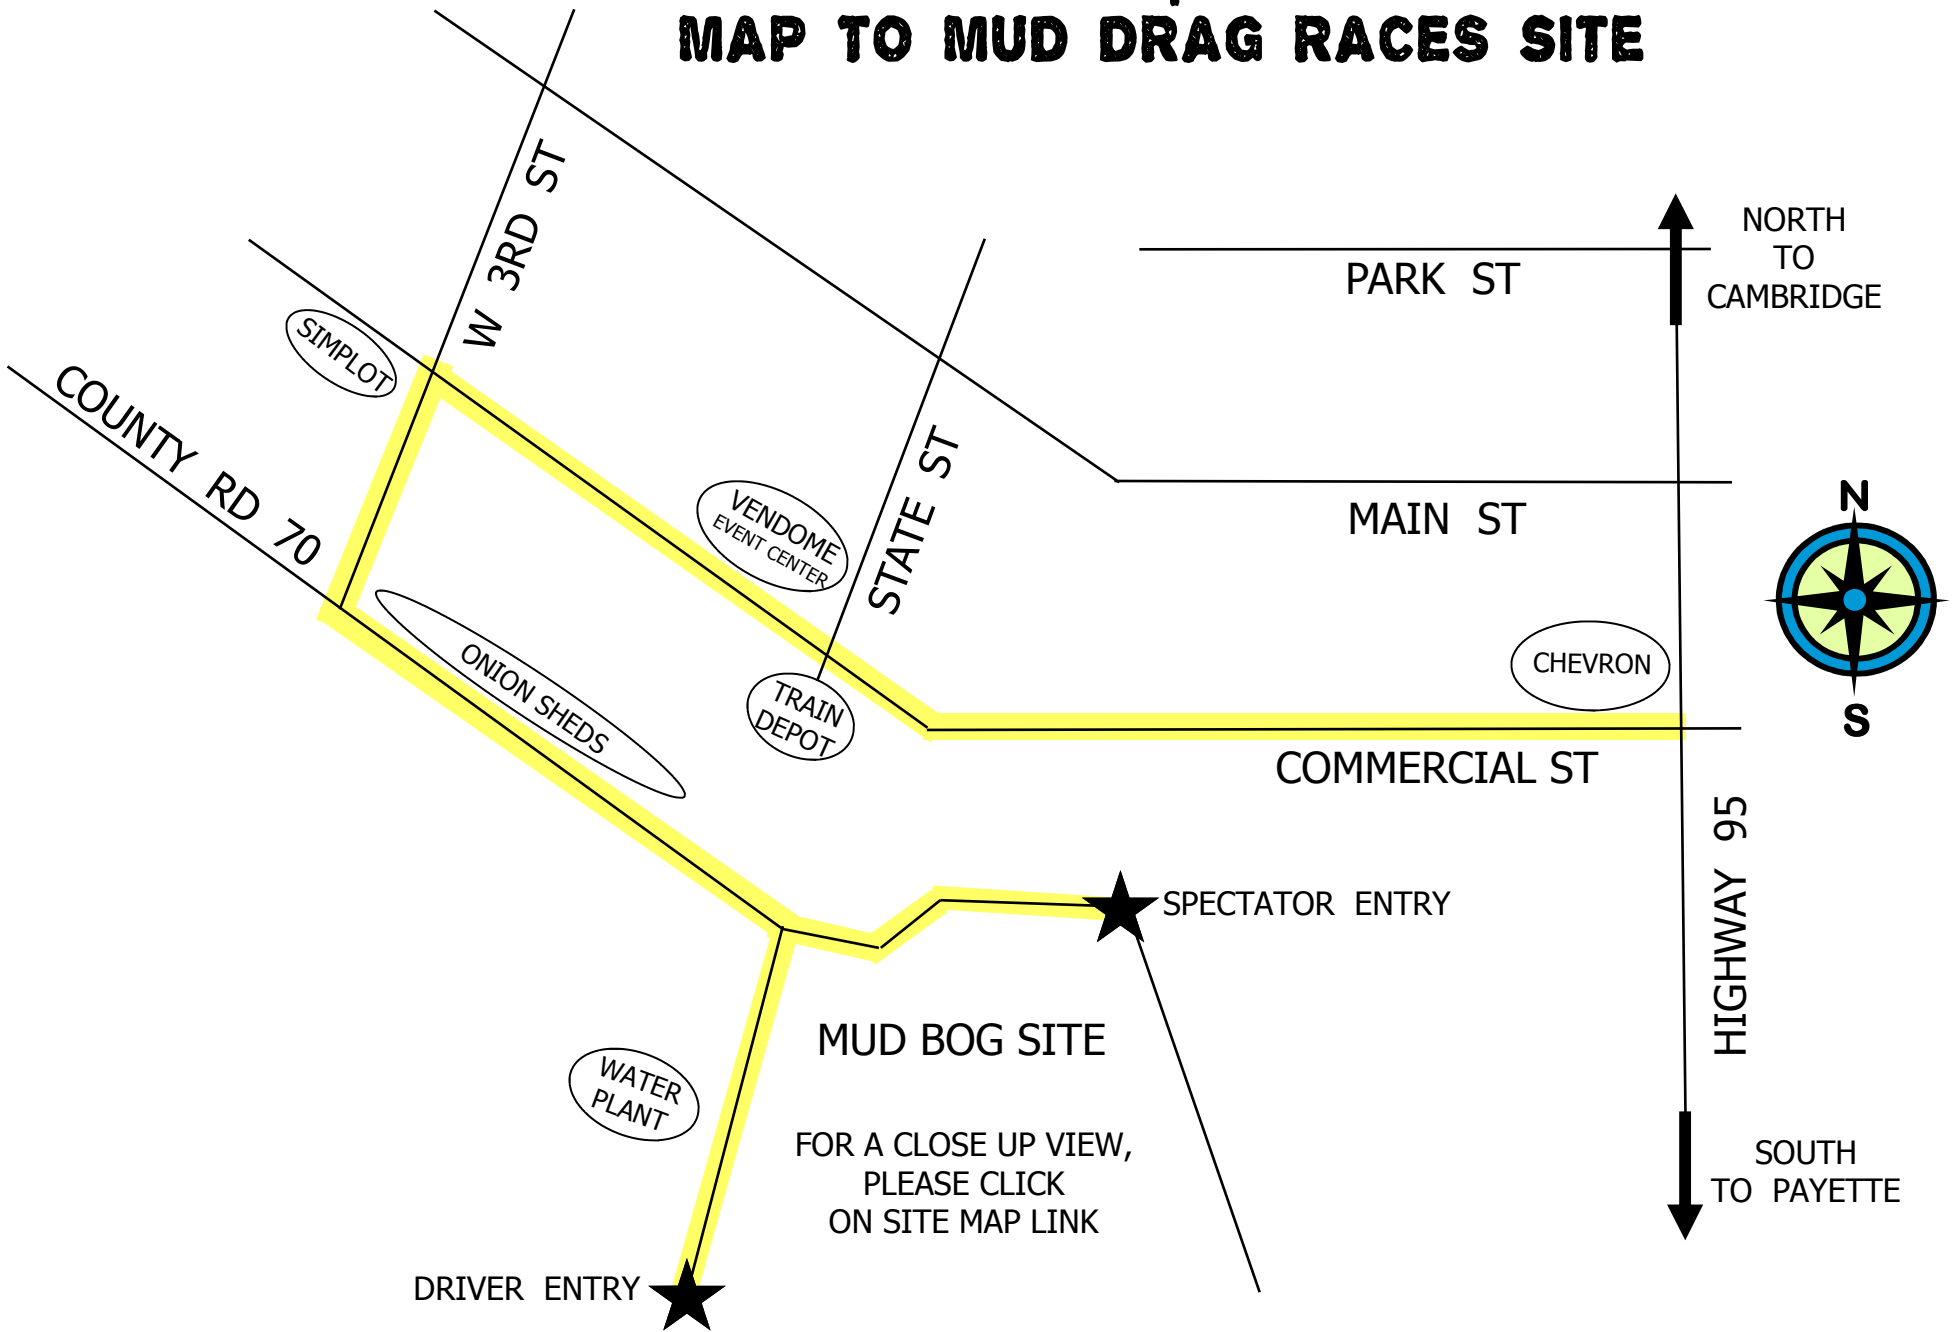 MAP TO MUD DRAG RACES SITE
W 3RD ST
NORTH
TO
CAMBRIDGE
PARK ST
SIMPLOT
COUNTY RD 70
VENDOME
EVENT CENTER
STATE ST
MAIN ST
N
S
CHEVRON
ONION SHEDS
TRAIN
DEPOT
COMMERCIAL ST
HIGHWAY 95
SPECTATOR ENTRY
MUD BOG SITE
WATER
PLANT
FOR A CLOSE UP VIEW,
PLEASE CLICK
ON SITE MAP LINK
SOUTH
TO PAYETTE
DRIVER ENTRY